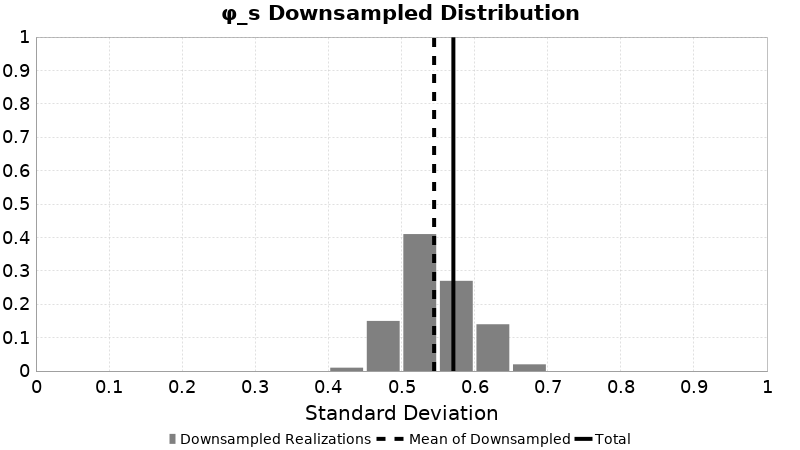 φ_s Downsampled Distribution
1
0.9
0.8
0.7
0.6
0.5
0.4
0.3
0.2
0.1
0
0 0.1 0.2 0.3 0.4 0.5 0.6 0.7 0.8 0.9 1
Standard Deviation
Downsampled Realizations Mean of Downsampled Total